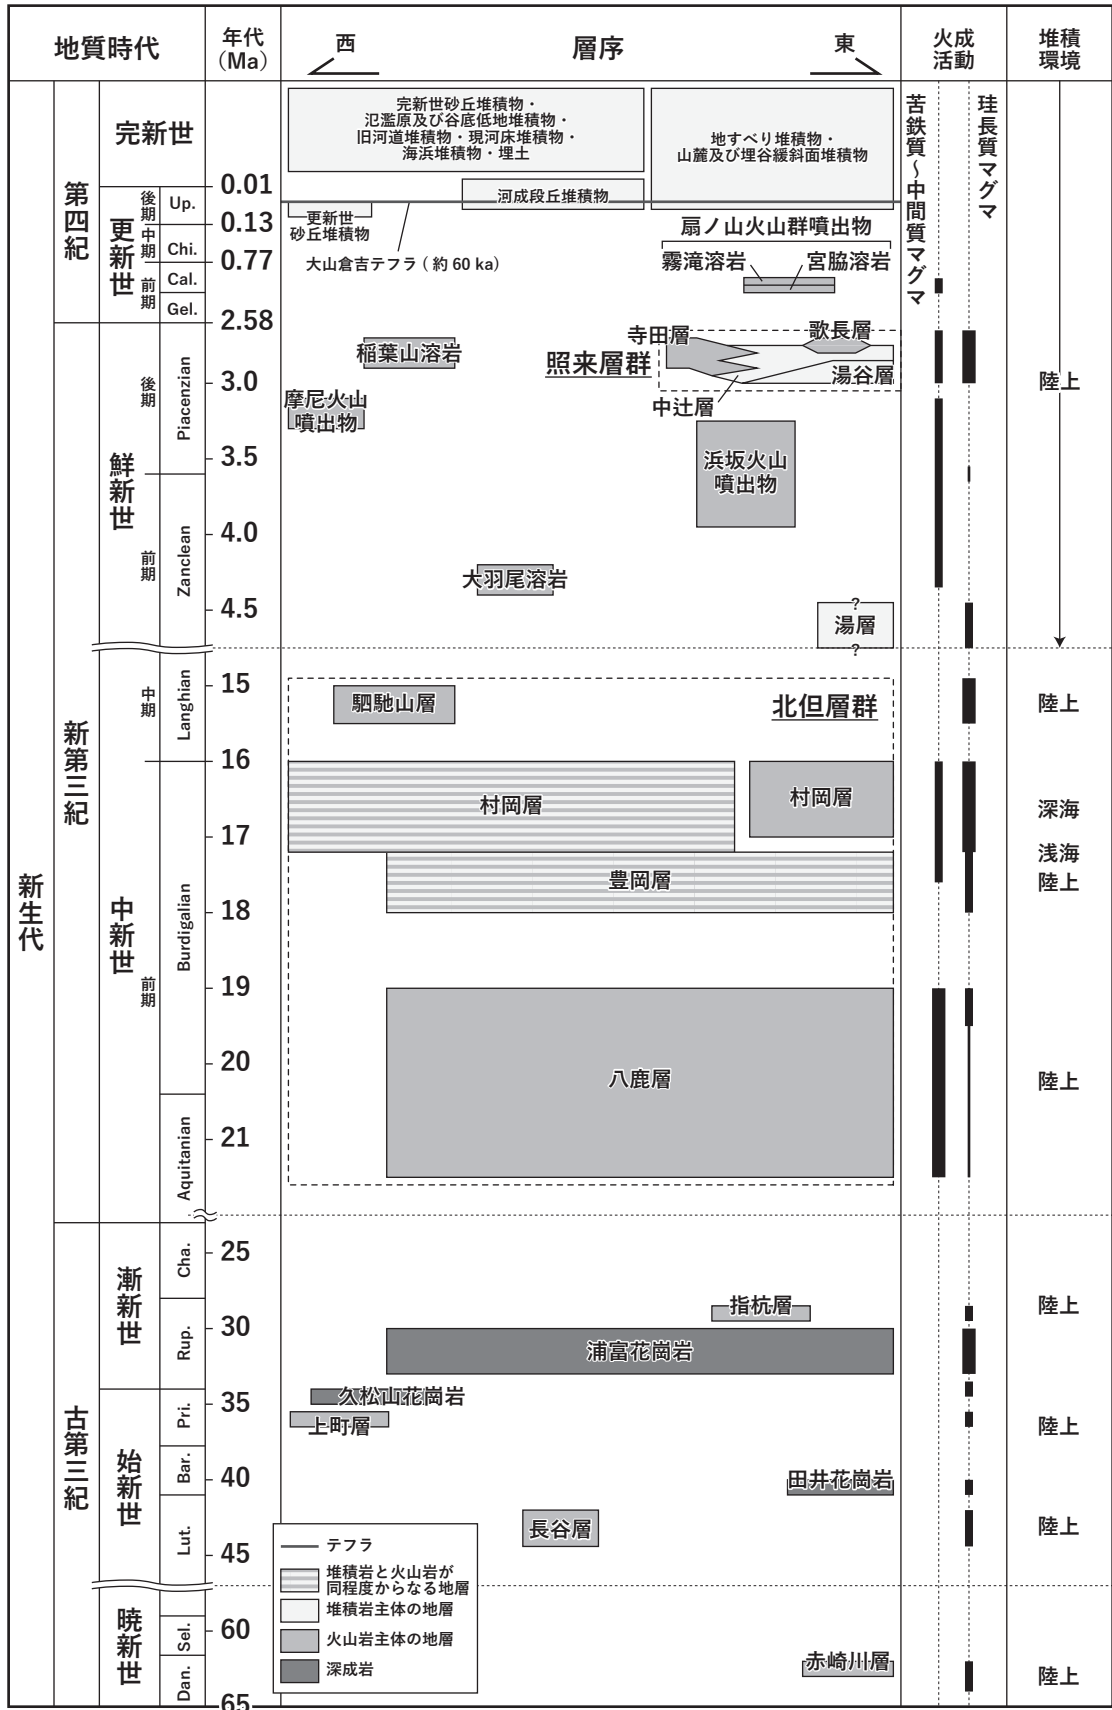 地質時代
年代
（Ma）
西
層序
東
火成
活動
堆積
環境
新生代
第四紀
新第三紀
古第三紀
完新世
更新世
後期
中期
前期
Up.
Chi.
Cal.
Gel.
鮮新世
後期
前期
Piacenzian
Zanclean
中新世
中期
前期
Langhian
Burdigalian
Aquitanian
漸新世
Cha.
Rup.
始新世
Pri.
Bar.
Lut.
暁新世
Sel.
Dan.
0.01
0.13
0.77
2.58
3.0
3.5
4.0
4.5
15
16
17
18
19
20
21
25
30
35
40
45
60
65
完新世砂丘堆積物・
氾濫原及び谷底低地堆積物・
旧河道堆積物・現河床堆積物・
海浜堆積物・埋土
地すべり堆積物・
山麓及び埋谷緩斜面堆積物
河成段丘堆積物
更新世
砂丘堆積物
大山倉吉テフラ ( 約 60 ka)
扇ノ山火山群噴出物
霧滝溶岩
宮脇溶岩
稲葉山溶岩
寺田層
歌長層
照来層群
湯谷層
中辻層
摩尼火山
噴出物
浜坂火山
噴出物
大羽尾溶岩
?
湯層
?
駟馳山層
北但層群
村岡層
村岡層
豊岡層
八鹿層
指杭層
浦富花崗岩
久松山花崗岩
上町層
田井花崗岩
長谷層
赤崎川層
テフラ
堆積岩と火山岩が
同程度からなる地層
堆積岩主体の地層
火山岩主体の地層
深成岩
苦鉄質～中間質マグマ
珪長質マグマ
陸上
陸上
深海
浅海
陸上
陸上
陸上
陸上
陸上
陸上